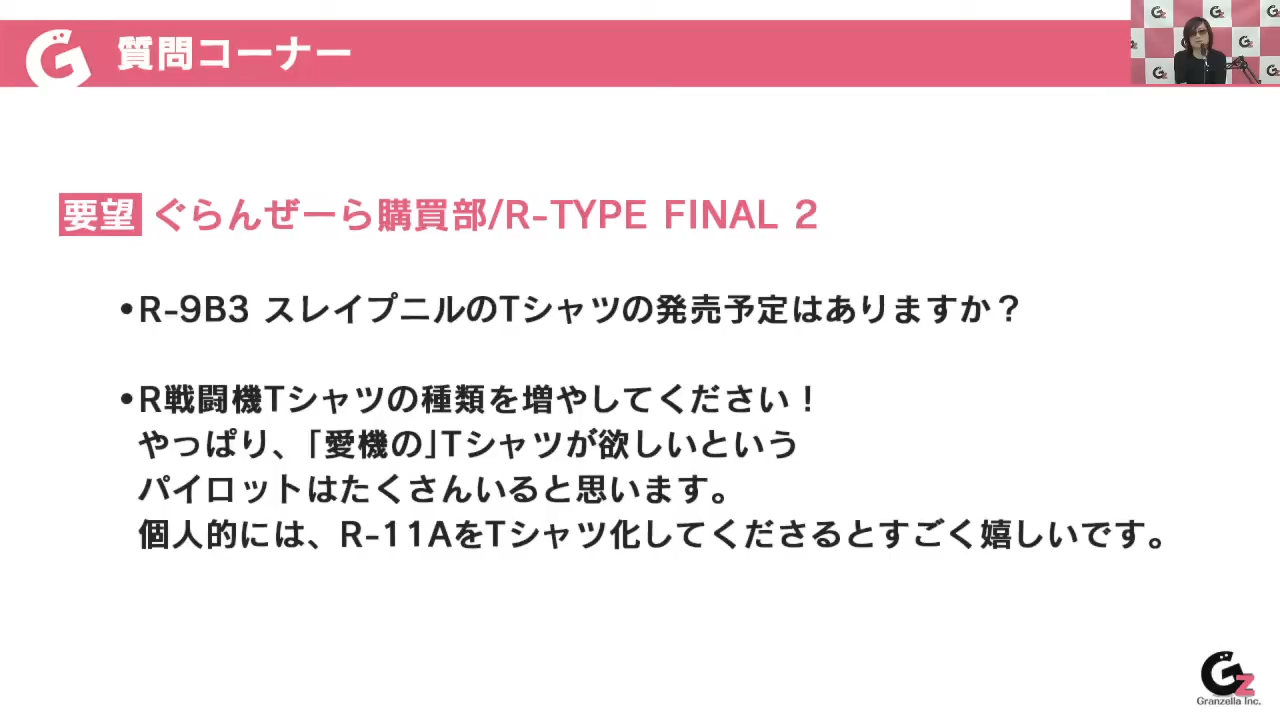 質問コーナー
要望 ぐらんぜーら購買部/R-TYPE FINAL 2
•R-9B3 スレイプニルのTシャツの発売予定はありますか？
•R戦闘機Tシャツの種類を増やしてください！
やっぱり、「愛機の」Tシャツが欲しいという
パイロットはたくさんいると思います。
個人的には、R-11AをTシャツ化してくださるとすごく嬉しいです。
Gz
Granzella Inc.